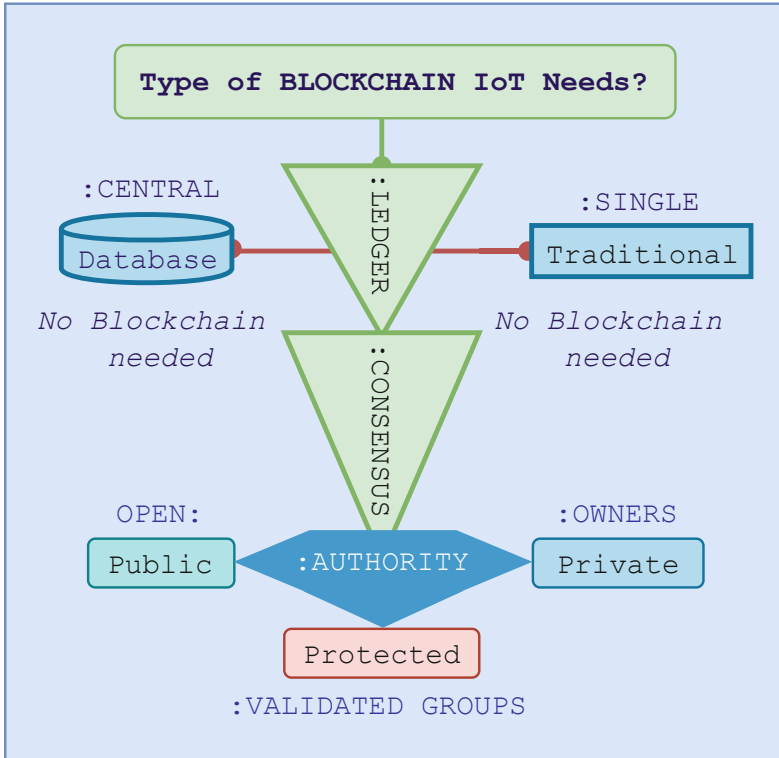 Type of BLOCKCHAIN IoT Needs?
:CENTRAL
Database
No Blockchain
needed
:LEDGER
:SINGLE
Traditional
No Blockchain
needed
:CONSENSUS
OPEN:
Public
:AUTHORITY
:OWNERS
Private
Protected
:VALIDATED GROUPS